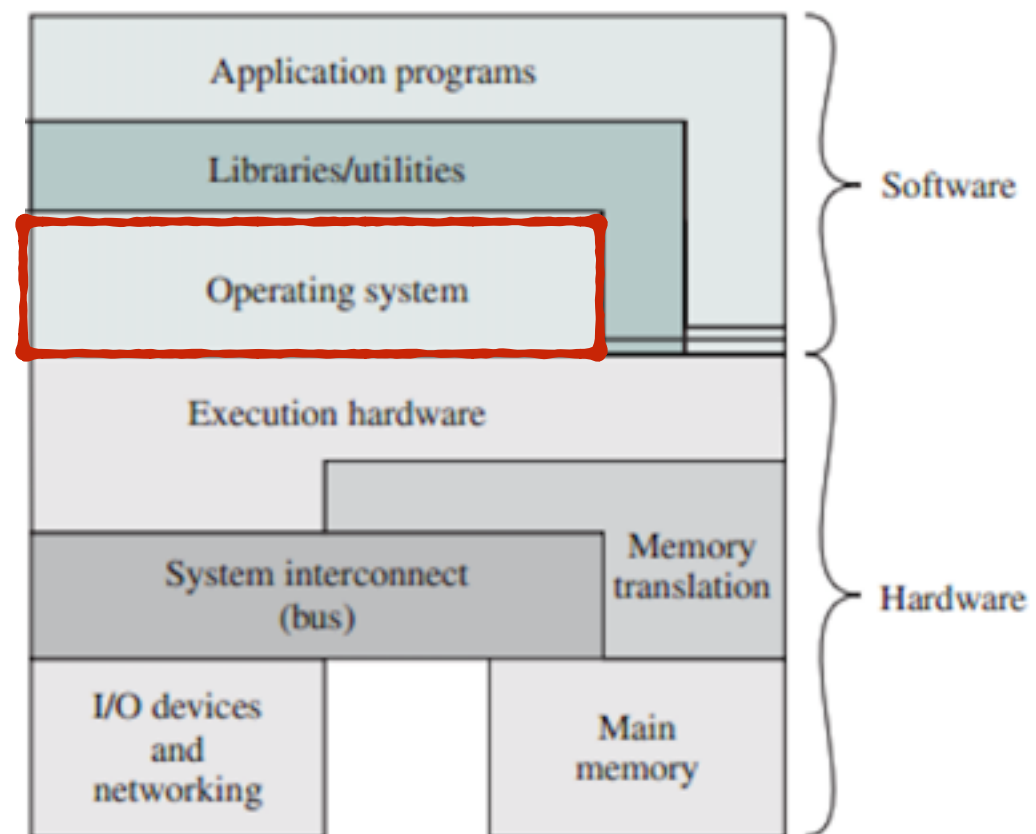 Application programs
Libraries/utilities
Software
Operating system
Execution hardware
Memory
translation
System interconnect
(bus)
Hardware
I/O devices
and
networking
Main
memory